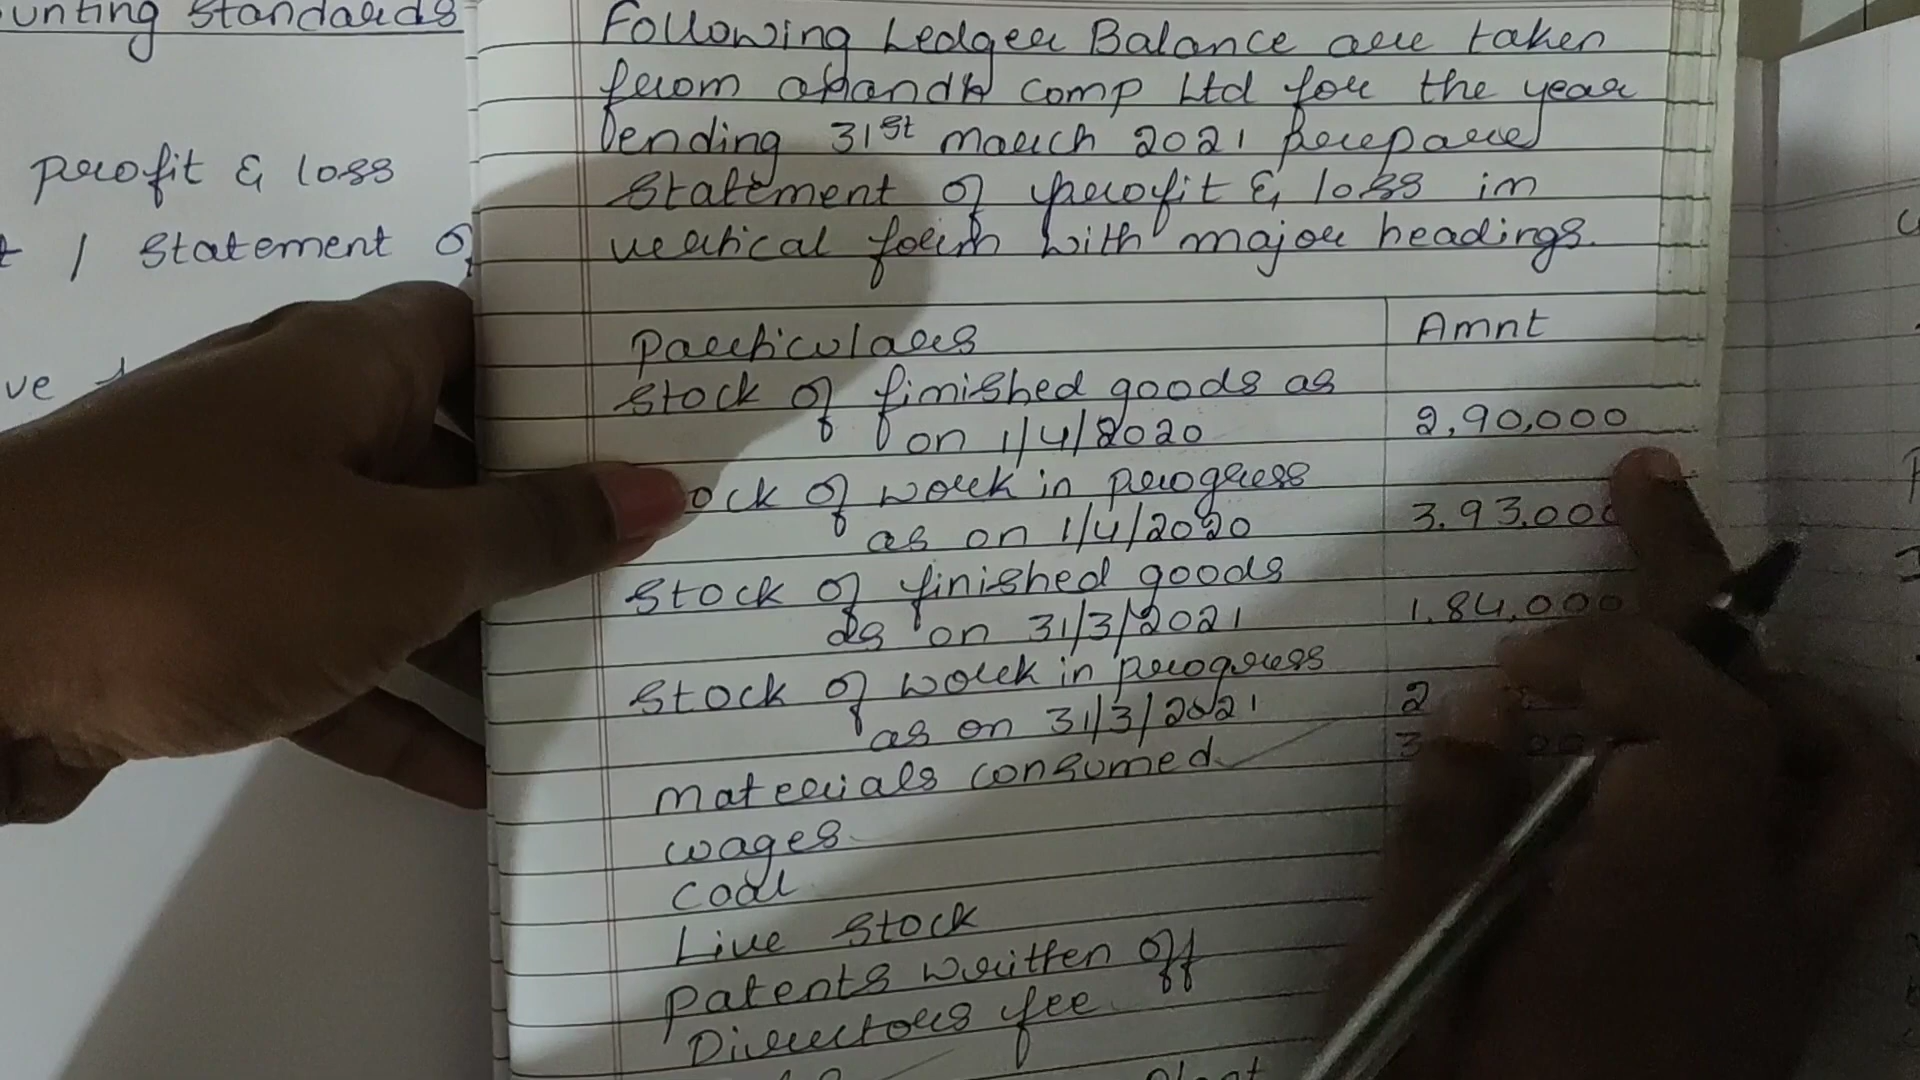 unting standards
profit & loss
/ statement of
ve
Following Ledger Balance are taken
from comp Ltd for the year
ending 31st march 2021 prepare
statement of profit & loss in
vertical form with major headings.
Particulars Amnt
stock of finished goods as
on 1/4/2020 2,90,000
ock of work in progress
as on 1/4/2020 3.93.000
stock of finished goods
as on 31/3/2021 1.84,000
stock of work in progress
as on 31/3/2021 2
materials consumed 3
wages
coal
Live stock
patents written off
Directors fee